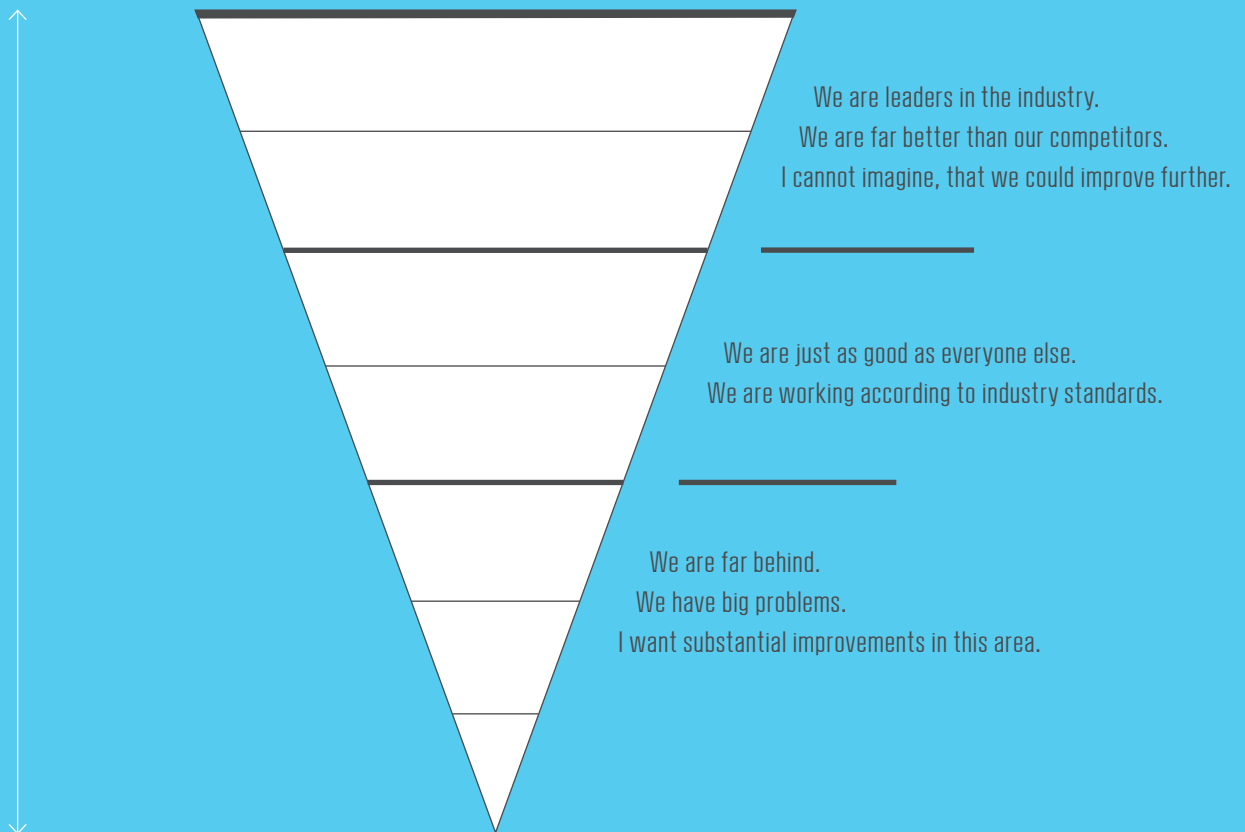 We are leaders in the industry.
We are far better than our competitors.
I cannot imagine, that we could improve further.
We are just as good as everyone else.
We are working according to industry standards.
We are far behind.
We have big problems.
I want substantial improvements in this area.